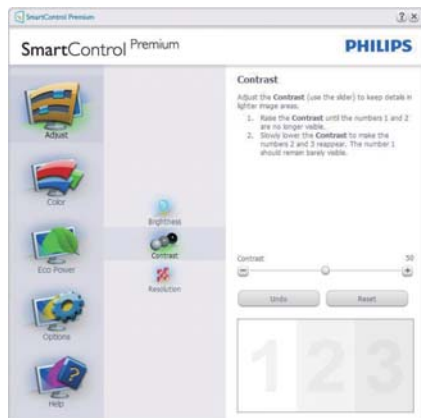 SmartControl Premium
SmartControl Premium
PHILIPS
Adjust
Color
Eco Power
Options
Help
Brightness
Contrast
Resolution
Contrast
Adjust the Contrast (use the slider) to keep details in
lighter image areas.
1. Raise the Contrast until the numbers 1 and 2
are no longer visible.
2. Slowly lower the Contrast to make the
numbers 2 and 3 reappear. The number 1
should remain barely visible.
Contrast 50
Undo Reset
1 2 3